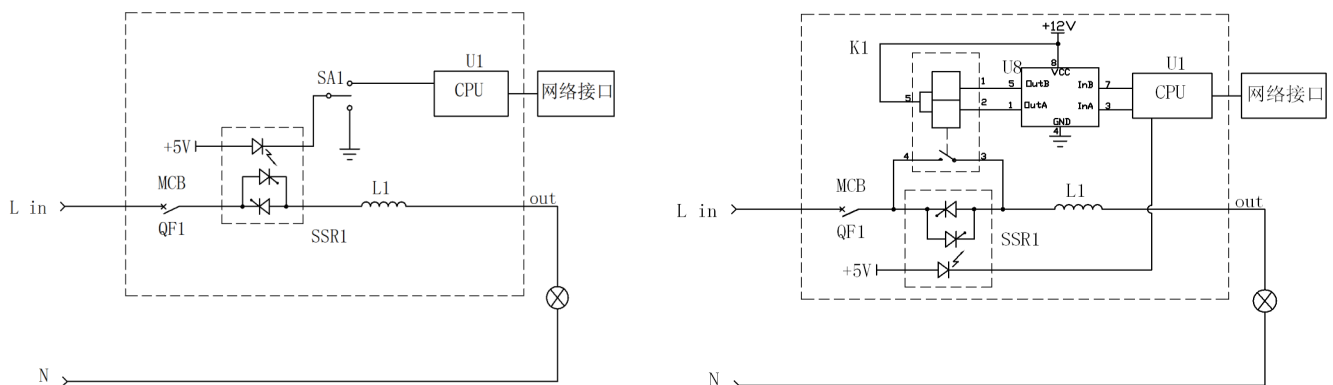 U1
SA1
CPU
网络接口
+5V
MCB
L1
L in
out
QF1
SSR1
N
+12V
K1
8
U8
VCC
U1
1
5
OutB
InB
7
CPU
网络接口
5
2
1
OutA
InA
3
GND
4
4
3
MCB
L1
L in
out
QF1
SSR1
+5V
N